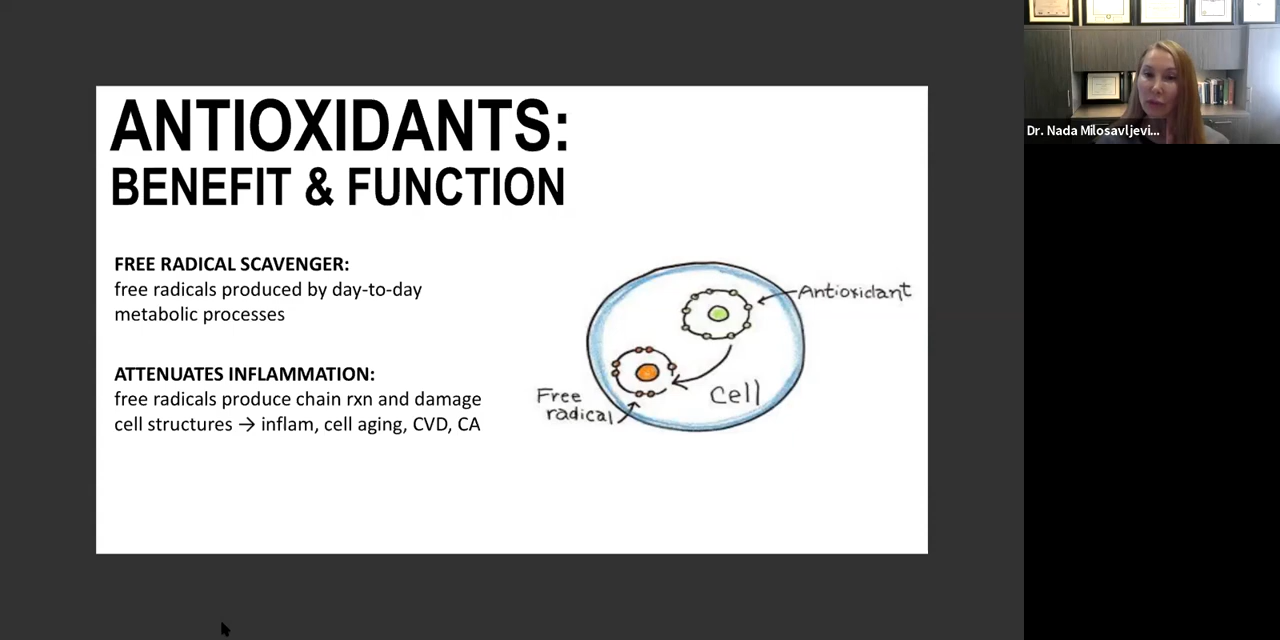 ANTIOXIDANTS:
BENEFIT & FUNCTION
FREE RADICAL SCAVENGER:
free radicals produced by day-to-day
metabolic processes
ATTENUATES INFLAMMATION:
free radicals produce chain rxn and damage
cell structures → inflam, cell aging, CVD, CA
Antioxidant
Cell
Free
radical
Dr. Nada Milosavljevi...